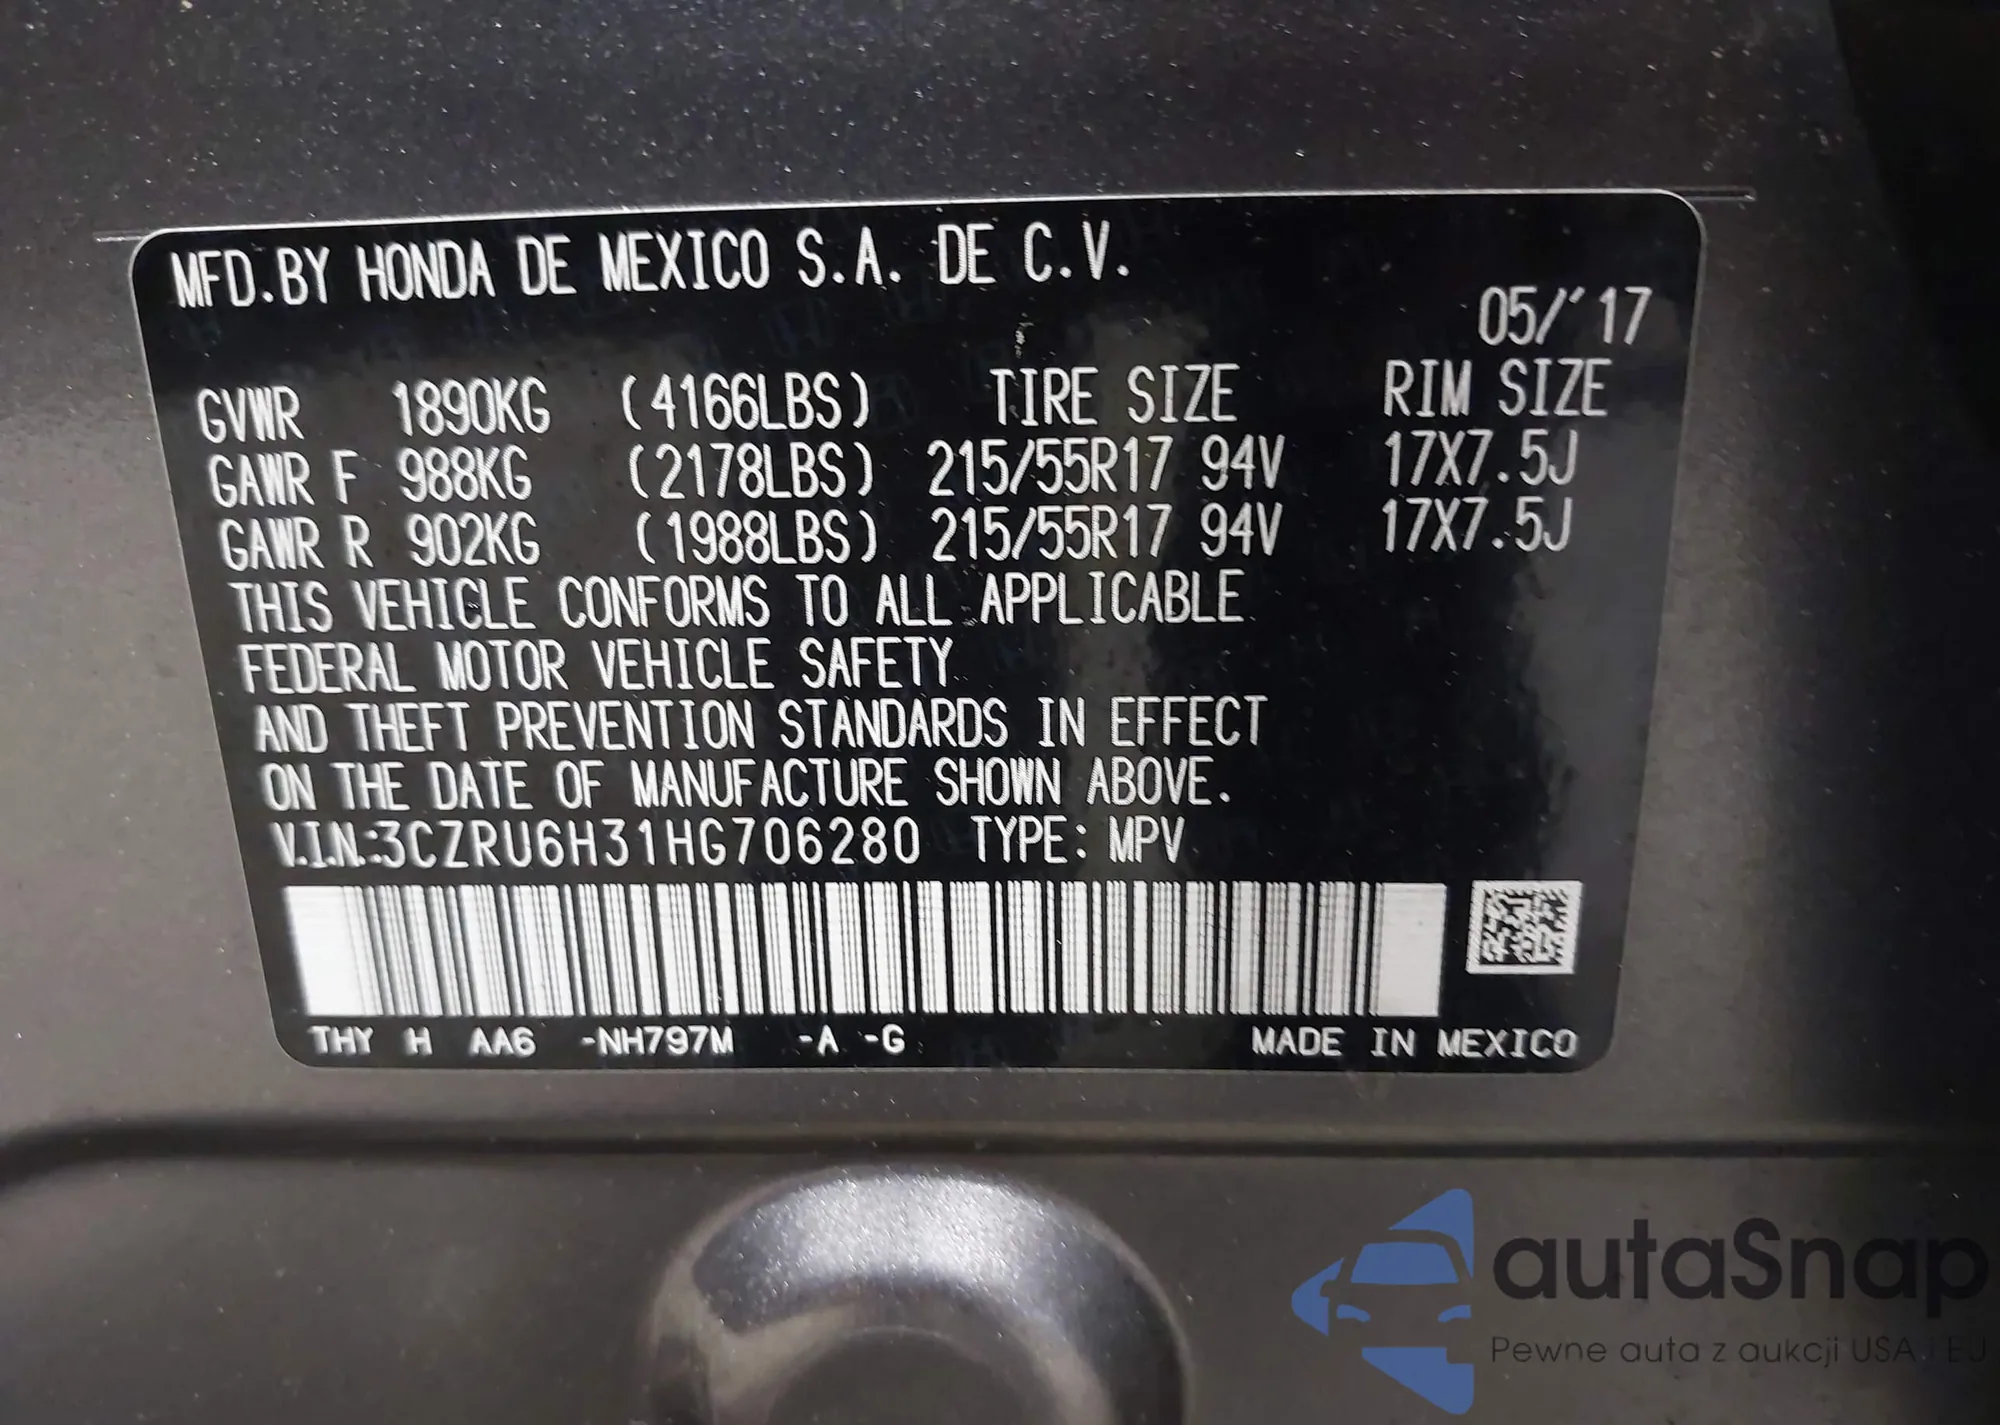 MFD.BY HONDA DE MEXICO S.A. DE C.V.
05/'17
GVWR 1890KG (4166LBS) TIRE SIZE RIM SIZE
GAWR F 988KG (2178LBS) 215/55R17 94V 17X7.5J
GAWR R 902KG (1988LBS) 215/55R17 94V 17X7.5J
THIS VEHICLE CONFORMS TO ALL APPLICABLE
FEDERAL MOTOR VEHICLE SAFETY
AND THEFT PREVENTION STANDARDS IN EFFECT
ON THE DATE OF MANUFACTURE SHOWN ABOVE.
V.I.N.:3CZRU6H31HG706280 TYPE: MPV
THY H AA6 -NH797M -A -G MADE IN MEXICO
autaSnap
Pewne auta z aukcji USA i EU